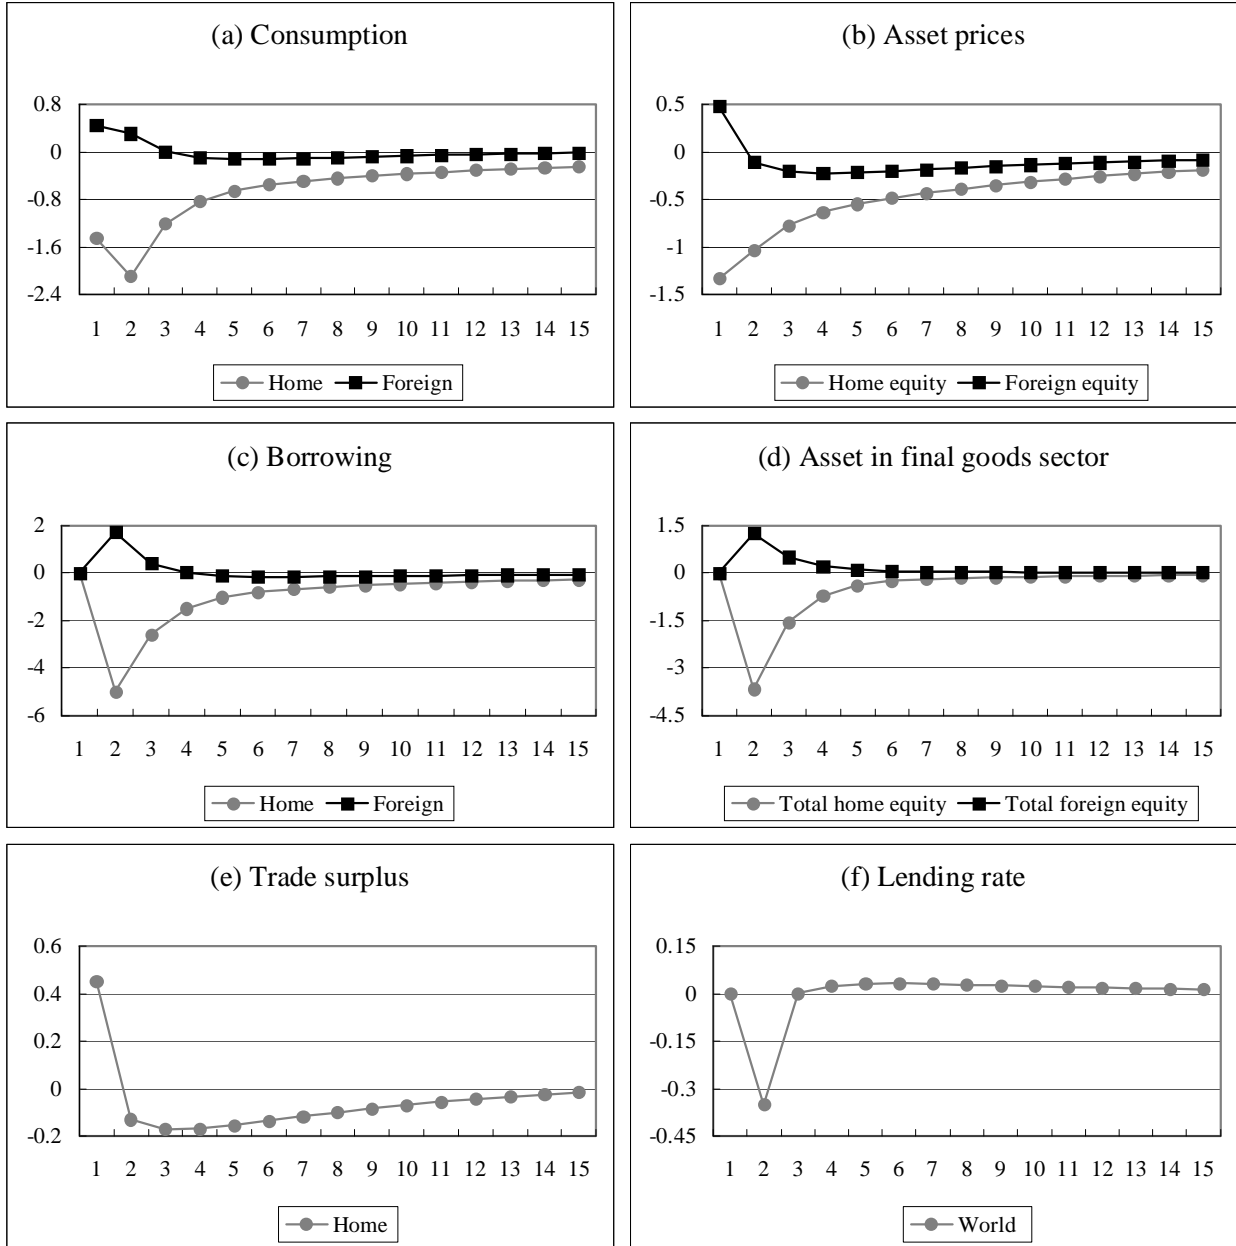 (a) Consumption
0.8
0
-0.8
-1.6
-2.4
1 2 3 4 5 6 7 8 9 10 11 12 13 14 15
Home Foreign
(b) Asset prices
0.5
0
-0.5
-1
-1.5
1 2 3 4 5 6 7 8 9 10 11 12 13 14 15
Home equity Foreign equity
(c) Borrowing
2
0
-2
-4
-6
1 2 3 4 5 6 7 8 9 10 11 12 13 14 15
Home Foreign
(d) Asset in final goods sector
1.5
0
-1.5
-3
-4.5
1 2 3 4 5 6 7 8 9 10 11 12 13 14 15
Total home equity Total foreign equity
(e) Trade surplus
0.6
0.4
0.2
0
-0.2
1 2 3 4 5 6 7 8 9 10 11 12 13 14 15
Home
(f) Lending rate
0.15
0
-0.15
-0.3
-0.45
1 2 3 4 5 6 7 8 9 10 11 12 13 14 15
World